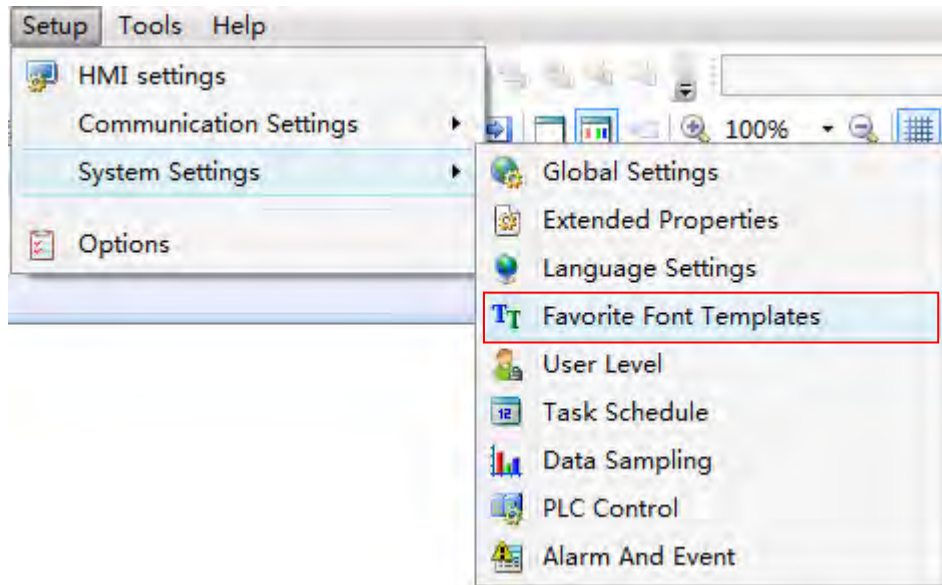 Setup Tools Help
HMI settings
Communication Settings
100%
System Settings
Global Settings
Extended Properties
Options
Language Settings
Favorite Font Templates
User Level
Task Schedule
Data Sampling
PLC Control
Alarm And Event